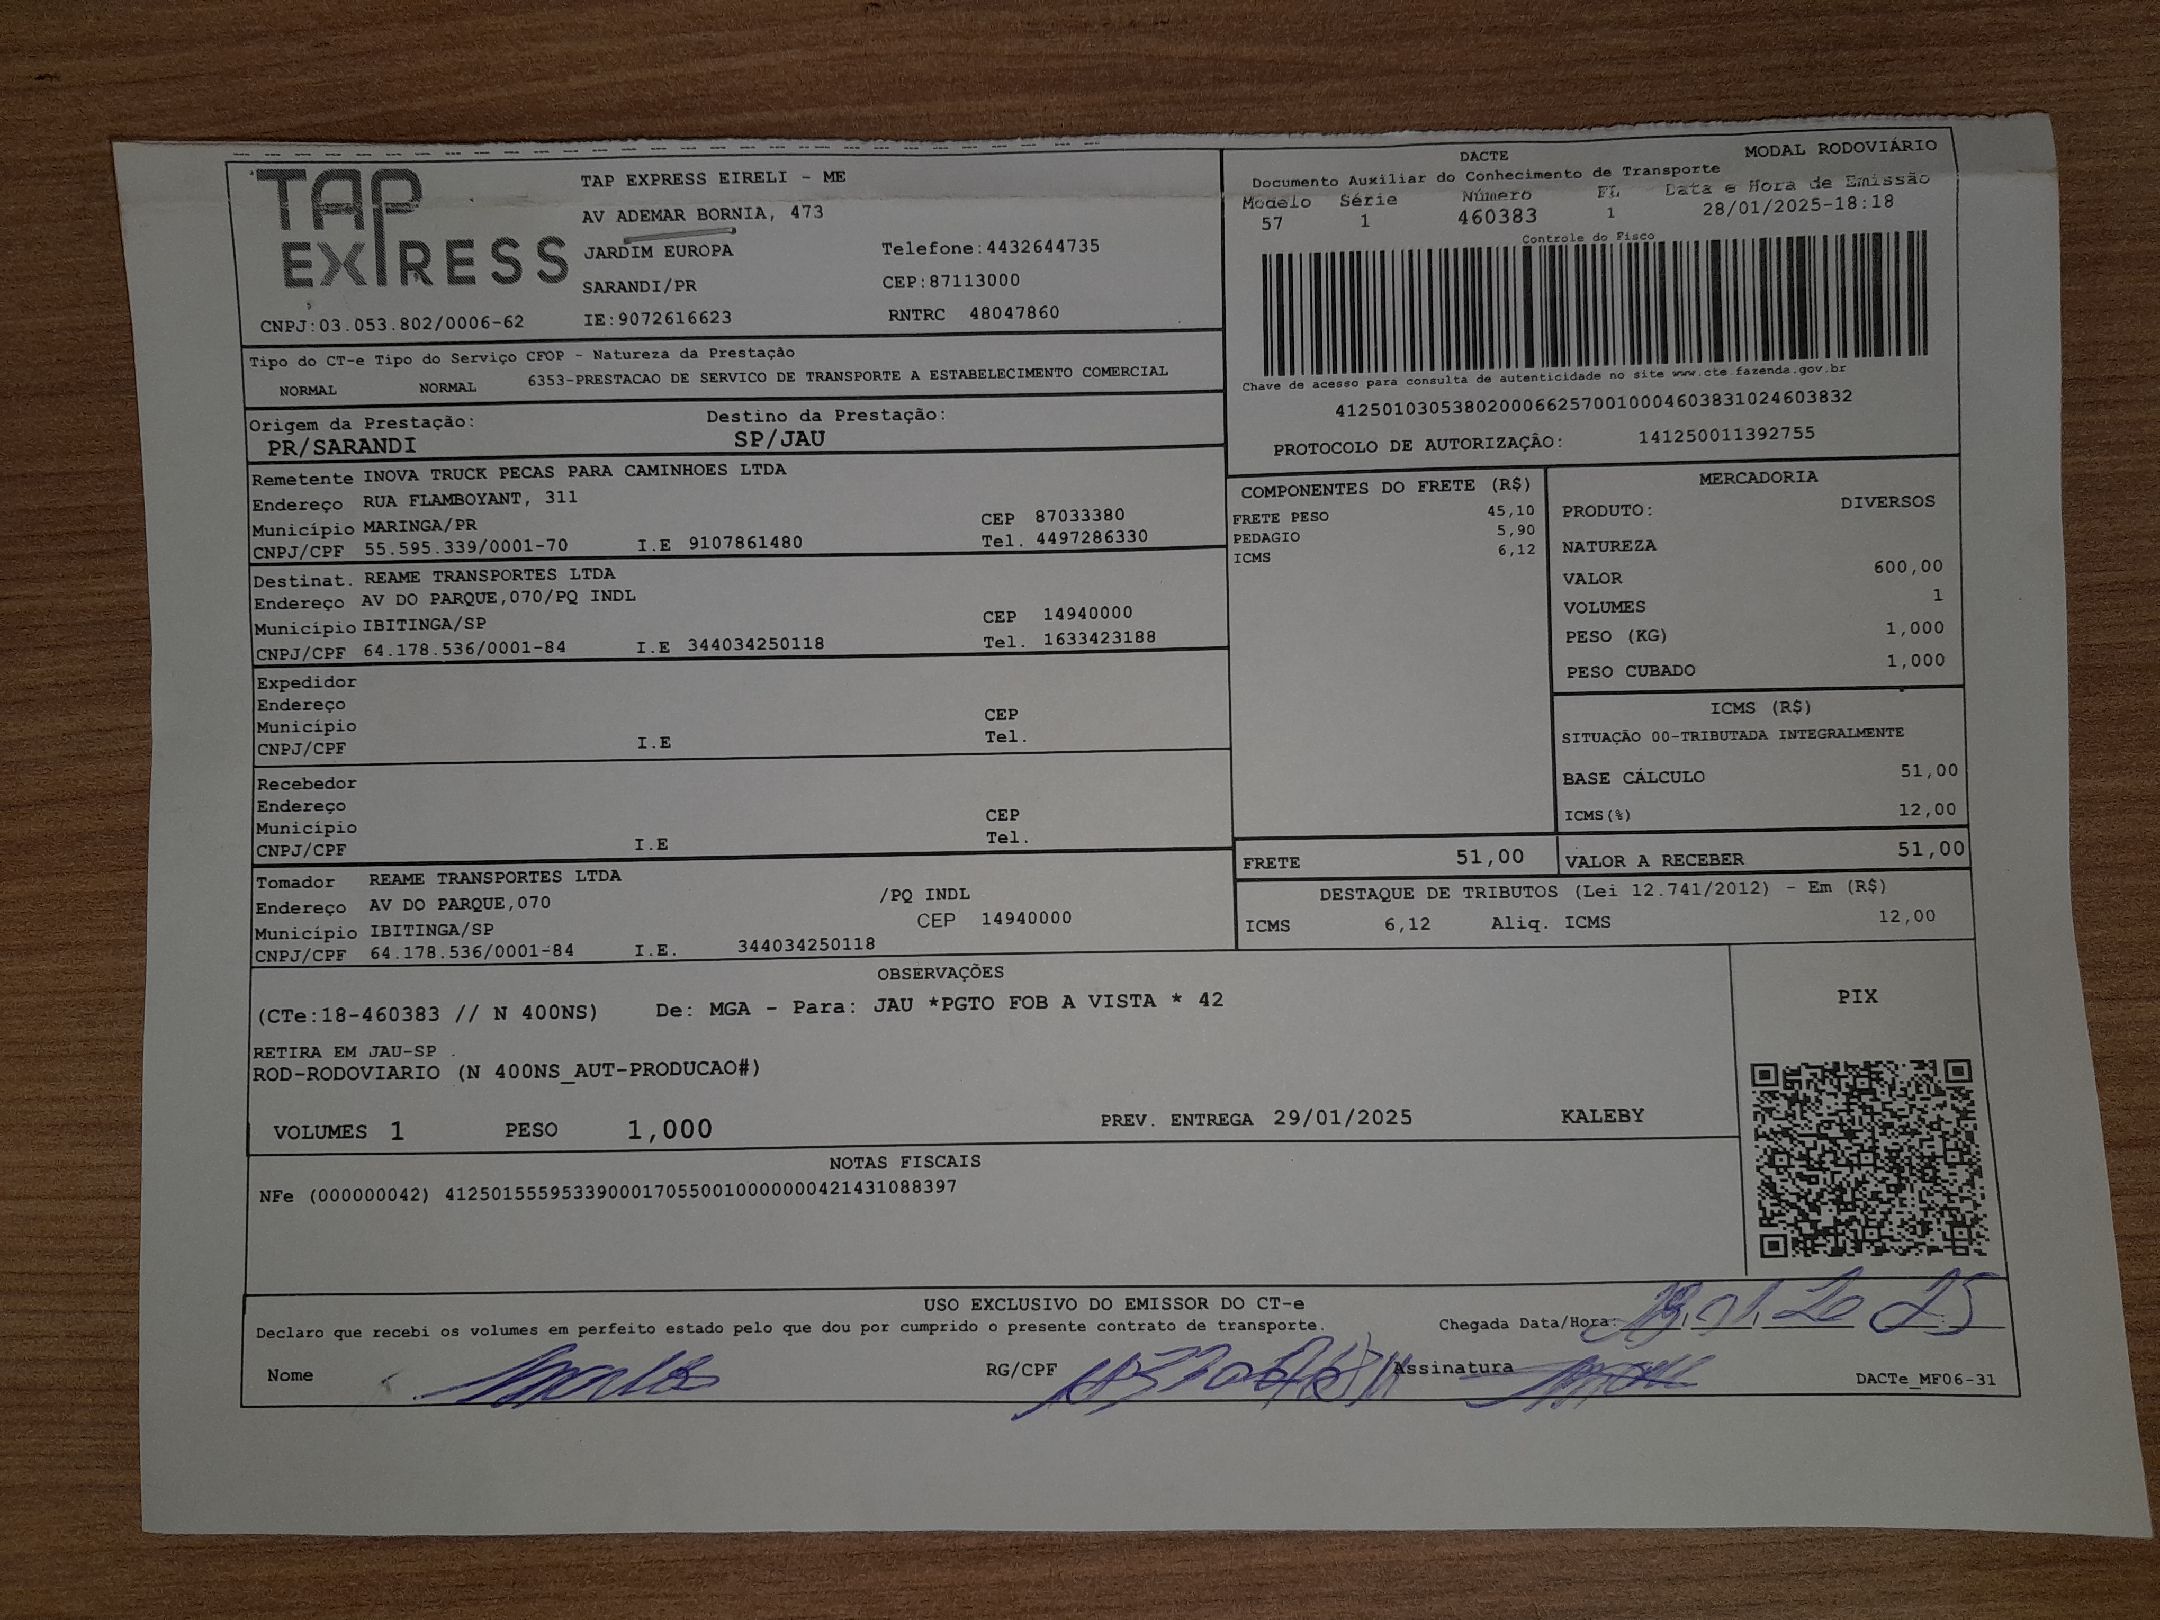 TAP
EXPRESS
TAP EXPRESS EIRELI - ME
AV ADEMAR BORNIA, 473
JARDIM EUROPA Telefone:4432644735
SARANDI/PR CEP:87113000
CNPJ:03.053.802/0006-62 IE:9072616623 RNTRC 48047860
DACTE MODAL RODOVIÁRIO
Documento Auxiliar do Conhecimento de Transporte
Modelo Série Número FL Data e Hora de Emissão
57 1 460383 1 28/01/2025-18:18
Controle do Fisco
Chave de acesso para consulta de autenticidade no site www.cte.fazenda.gov.br
41250103053802000662570010004603831024603832
PROTOCOLO DE AUTORIZAÇÃO: 141250011392755
Tipo do CT-e Tipo do Serviço CFOP - Natureza da Prestação
NORMAL NORMAL 6353-PRESTACAO DE SERVICO DE TRANSPORTE A ESTABELECIMENTO COMERCIAL
Origem da Prestação: Destino da Prestação:
PR/SARANDI SP/JAU
Remetente INOVA TRUCK PECAS PARA CAMINHOES LTDA
Endereço RUA FLAMBOYANT, 311
Município MARINGA/PR CEP 87033380
CNPJ/CPF 55.595.339/0001-70 I.E 9107861480 Tel. 4497286330
Destinat. REAME TRANSPORTES LTDA
Endereço AV DO PARQUE,070/PQ INDL
Município IBITINGA/SP CEP 14940000
CNPJ/CPF 64.178.536/0001-84 I.E 344034250118 Tel. 1633423188
Expedidor
Endereço
Município CEP
CNPJ/CPF I.E Tel.
Recebedor
Endereço
Município CEP
CNPJ/CPF I.E Tel.
Tomador REAME TRANSPORTES LTDA
Endereço AV DO PARQUE,070 /PQ INDL
Município IBITINGA/SP CEP 14940000
CNPJ/CPF 64.178.536/0001-84 I.E. 344034250118
COMPONENTES DO FRETE (R$)
FRETE PESO 45,10
PEDAGIO 5,90
ICMS 6,12
MERCADORIA
PRODUTO: DIVERSOS
NATUREZA
VALOR 600,00
VOLUMES 1
PESO (KG) 1,000
PESO CUBADO 1,000
ICMS (R$)
SITUAÇÃO 00-TRIBUTADA INTEGRALMENTE
BASE CÁLCULO 51,00
ICMS(%) 12,00
FRETE 51,00 VALOR A RECEBER 51,00
DESTAQUE DE TRIBUTOS (Lei 12.741/2012) - Em (R$)
ICMS 6,12 Aliq. ICMS 12,00
OBSERVAÇÕES
(CTe:18-460383 // N 400NS) De: MGA - Para: JAU *PGTO FOB A VISTA * 42
RETIRA EM JAU-SP .
ROD-RODOVIARIO (N 400NS_AUT-PRODUCAO#)
VOLUMES 1 PESO 1,000 PREV. ENTREGA 29/01/2025 KALEBY
PIX
NOTAS FISCAIS
NFe (000000042) 41250155595339000170550010000000421431088397
USO EXCLUSIVO DO EMISSOR DO CT-e
Declaro que recebi os volumes em perfeito estado pelo que dou por cumprido o presente contrato de transporte. Chegada Data/Hora:
Nome RG/CPF Assinatura
DACTe_MF06-31